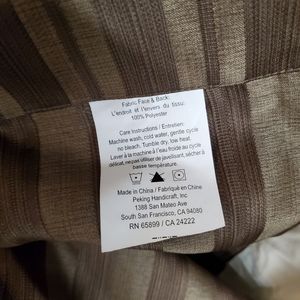 Fabric Face & Back:
L'endroit et l'envers du tissu:
100% Polyester
Care Instructions / Entretien:
Machine wash, cold water, gentle cycle
no bleach, Tumble dry, low heat.
Laver à la machine à l'eau froide au cycle
délicat, ne pas utiliser de javellisant, sécher à
basse température.
Made in China / Fabriqué en Chine
Peking Handicraft, Inc
1388 San Mateo Ave
South San Francisco, CA 94080
RN 65899 / CA 24222